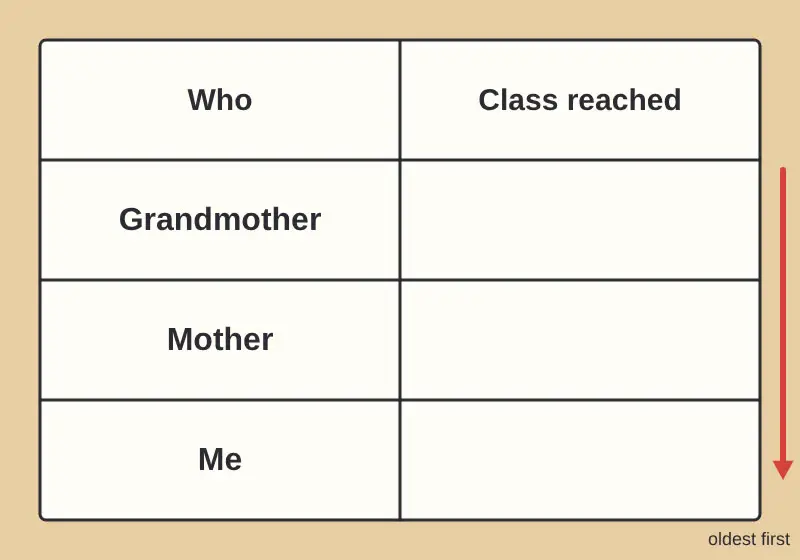 Who
Class reached
Grandmother
Mother
Me
oldest first